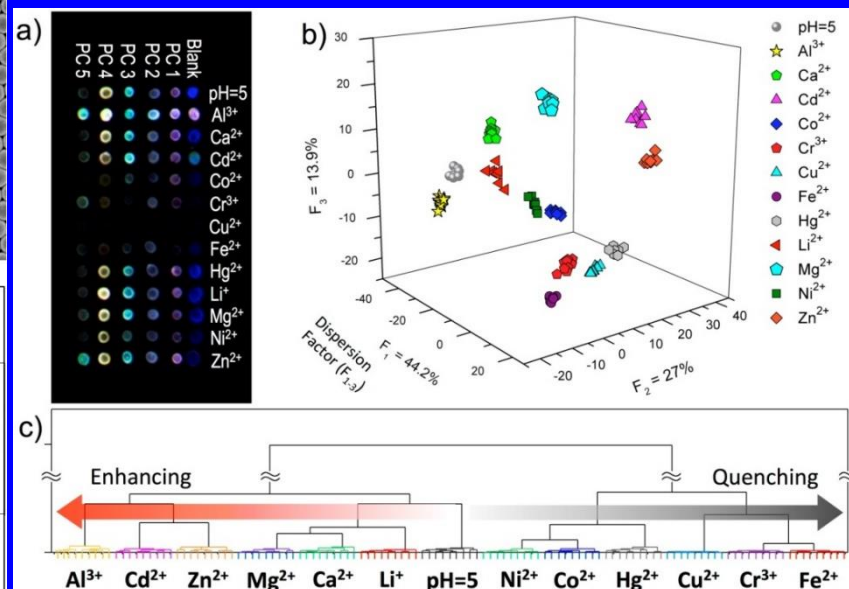 a)
PC 5
PC 4
PC 3
PC 2
PC 1
Blank
pH=5
Al³⁺
Ca²⁺
Cd²⁺
Co²⁺
Cr³⁺
Cu²⁺
Fe²⁺
Hg²⁺
Li⁺
Mg²⁺
Ni²⁺
Zn²⁺
b)
30
20
10
0
-10
-20
F₃ = 13.9%
-40
-20
0
20
Dispersion
Factor (F₁₋₃)
F₁ = 44.2%
-20
-10
0
10
20
30
40
F₂ = 27%
pH=5
Al³⁺
Ca²⁺
Cd²⁺
Co²⁺
Cr³⁺
Cu²⁺
Fe²⁺
Hg²⁺
Li²⁺
Mg²⁺
Ni²⁺
Zn²⁺
c)
Enhancing
Quenching
Al³⁺ Cd²⁺ Zn²⁺ Mg²⁺ Ca²⁺ Li⁺ pH=5 Ni²⁺ Co²⁺ Hg²⁺ Cu²⁺ Cr³⁺ Fe²⁺